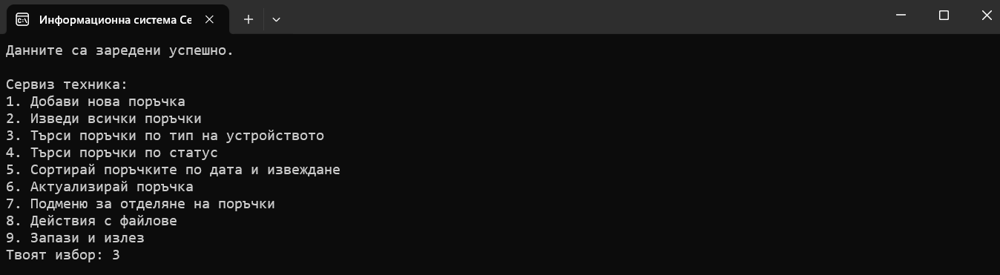 Информационна система Се
Данните са заредени успешно.
Сервиз техника:
1. Добави нова поръчка
2. Изведи всички поръчки
3. Търси поръчки по тип на устройството
4. Търси поръчки по статус
5. Сортирай поръчките по дата и извеждане
6. Актуализирай поръчка
7. Подменю за отделяне на поръчки
8. Действия с файлове
9. Запази и излез
Твоят избор: 3